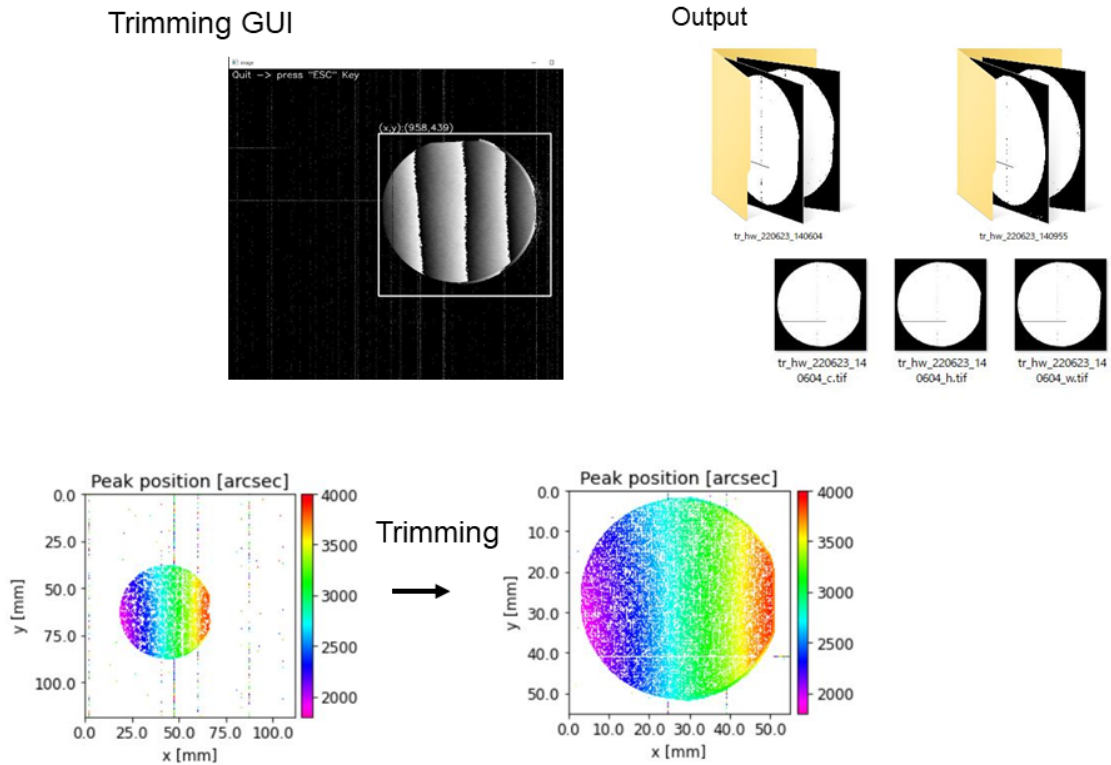 Trimming GUI
Output
image
Quit -> press "ESC" Key
(x,y):(958,439)
tr_hw_220623_140604
tr_hw_220623_140955
tr_hw_220623_14
0604_c.tif
tr_hw_220623_14
0604_h.tif
tr_hw_220623_14
0604_w.tif
Peak position [arcsec]
0.0
25.0
50.0
75.0
100.0
y [mm]
0.0 25.0 50.0 75.0 100.0
x [mm]
4000
3500
3000
2500
2000
Trimming
Peak position [arcsec]
0.0
10.0
20.0
30.0
40.0
50.0
y [mm]
0.0 10.0 20.0 30.0 40.0 50.0
x [mm]
4000
3500
3000
2500
2000